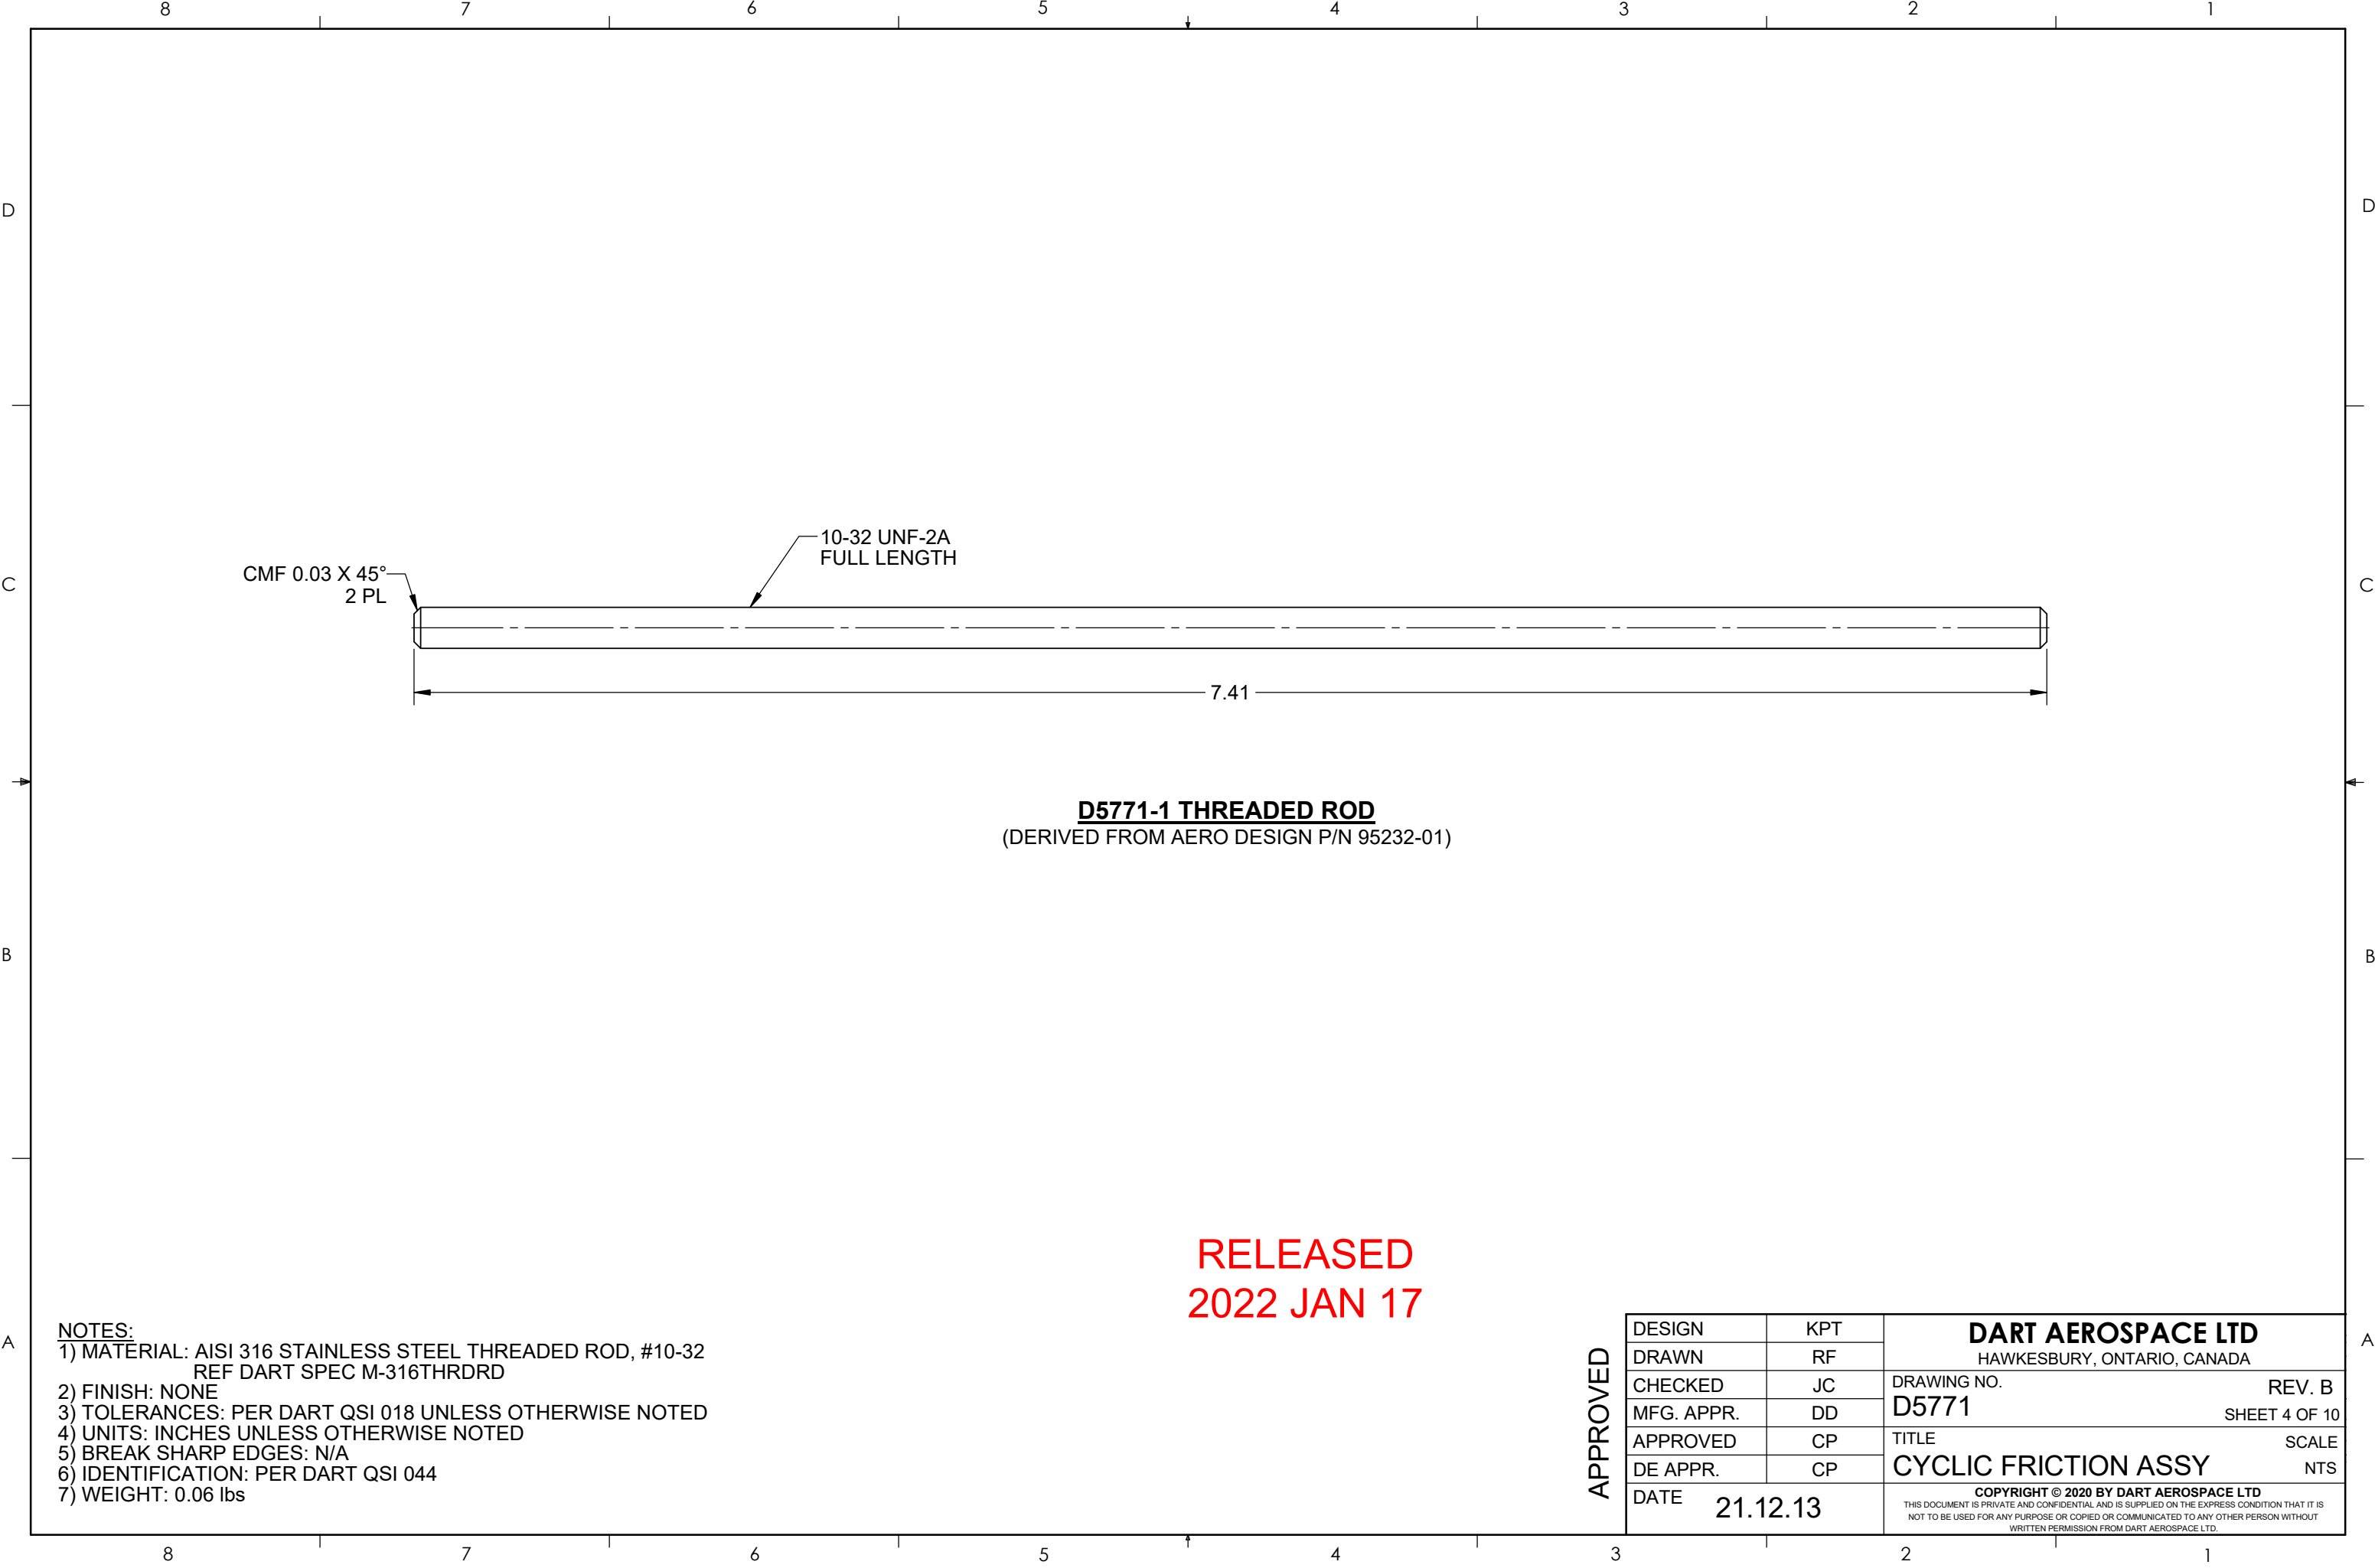 8 7 6 5 4 3 2 1
D D
10-32 UNF-2A
FULL LENGTH
CMF 0.03 X 45°
2 PL
C C
7.41
D5771-1 THREADED ROD
(DERIVED FROM AERO DESIGN P/N 95232-01)
B B
RELEASED
2022 JAN 17
A A
NOTES:
1) MATERIAL: AISI 316 STAINLESS STEEL THREADED ROD, #10-32
REF DART SPEC M-316THRDRD
2) FINISH: NONE
3) TOLERANCES: PER DART QSI 018 UNLESS OTHERWISE NOTED
4) UNITS: INCHES UNLESS OTHERWISE NOTED
5) BREAK SHARP EDGES: N/A
6) IDENTIFICATION: PER DART QSI 044
7) WEIGHT: 0.06 lbs
APPROVED
DESIGN KPT
DRAWN RF
CHECKED JC
MFG. APPR. DD
APPROVED CP
DE APPR. CP
DATE 21.12.13
DART AEROSPACE LTD
HAWKESBURY, ONTARIO, CANADA
DRAWING NO. REV. B
D5771 SHEET 4 OF 10
TITLE SCALE
CYCLIC FRICTION ASSY NTS
COPYRIGHT © 2020 BY DART AEROSPACE LTD
THIS DOCUMENT IS PRIVATE AND CONFIDENTIAL AND IS SUPPLIED ON THE EXPRESS CONDITION THAT IT IS
NOT TO BE USED FOR ANY PURPOSE OR COPIED OR COMMUNICATED TO ANY OTHER PERSON WITHOUT
WRITTEN PERMISSION FROM DART AEROSPACE LTD.
8 7 6 5 4 3 2 1